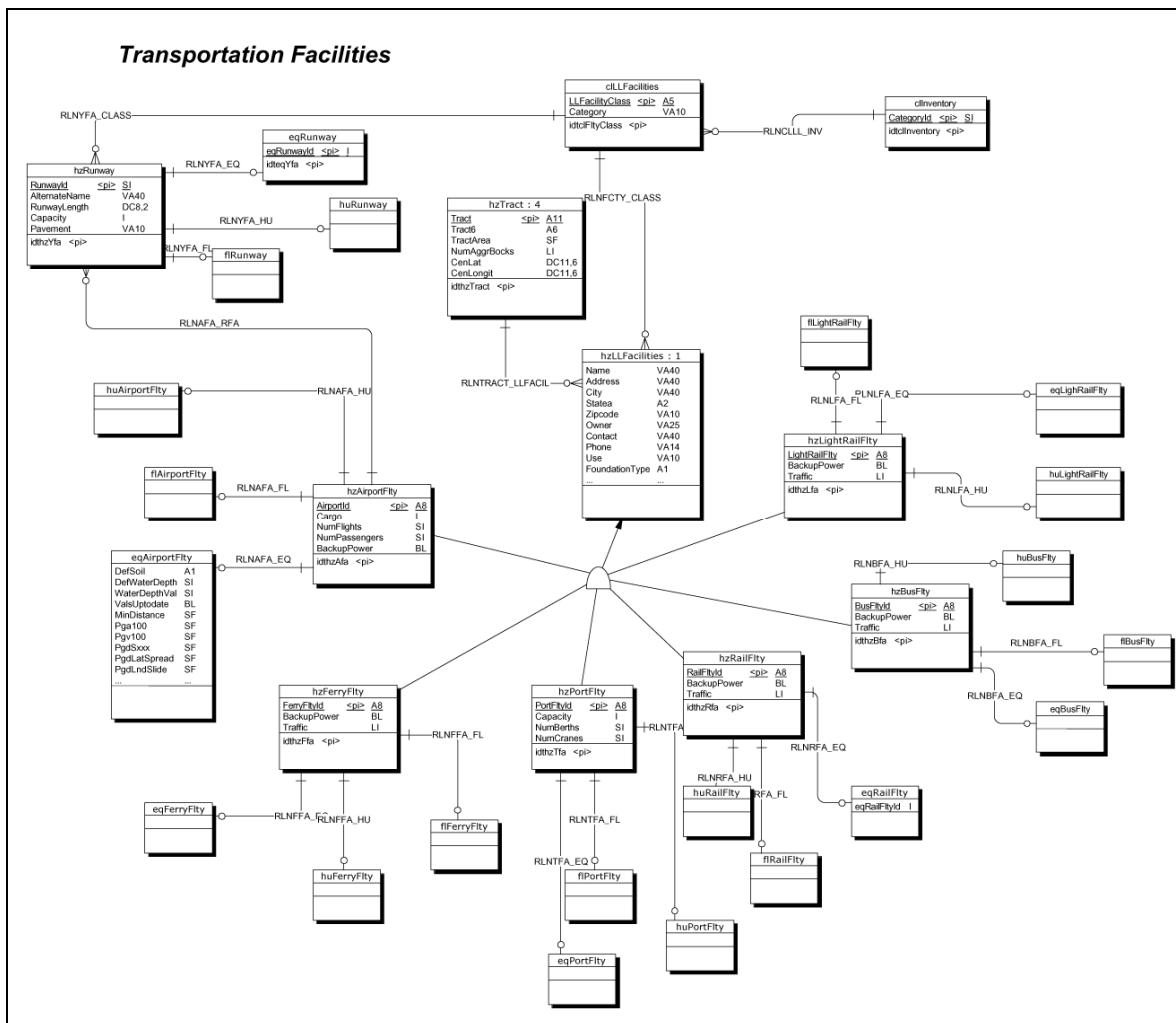 Transportation Facilities
clLLFacilities
LLFacilityClass <pi> A5
Category VA10
idtclFltyClass <pi>
clInventory
CategoryId <pi> SI
idtclInventory <pi>
RLNYFA_CLASS
RLNCLLL_INV
eqRunway
eqRunwayId <pi> I
idteqYfa <pi>
RLNYFA_EQ
hzRunway
RunwayId <pi> SI
AlternateName VA40
RunwayLength DC8,2
Capacity I
Pavement VA10
idthzYfa <pi>
RLNYFA_HU
huRunway
RLNYFA_FL
flRunway
RLNFCTY_CLASS
hzTract : 4
Tract <pi> A11
Tract6 A6
TractArea SF
NumAggrBocks LI
CenLat DC11,6
CenLongit DC11,6
idthzTract <pi>
RLNAFA_RFA
RLNTRACT_LLFACIL
hzLLFacilities : 1
Name VA40
Address VA40
City VA40
Statea A2
Zipcode VA10
Owner VA25
Contact VA40
Phone VA14
Use VA10
FoundationType A1
... ...
flLightRailFlty
RLNLFA_FL
RLNLFA_EQ
eqLighRailFlty
hzLightRailFlty
LightRailFlty <pi> A8
BackupPower BL
Traffic LI
idthzLfa <pi>
RLNLFA_HU
huLightRailFlty
huAirportFlty
RLNAFA_HU
flAirportFlty
RLNAFA_FL
hzAirportFlty
AirportId <pi> A8
Cargo I
NumFlights SI
NumPassengers SI
BackupPower BL
idthzAfa <pi>
RLNAFA_EQ
eqAirportFlty
DefSoil A1
DefWaterDepth SI
WaterDepthVal SI
ValsUptodate BL
MinDistance SF
Pga100 SF
Pgv100 SF
PgdSxxx SF
PgdLatSpread SF
PgdLndSlide SF
... ...
huBusFlty
RLNBFA_HU
hzBusFlty
BusFltyId <pi> A8
BackupPower BL
Traffic LI
idthzBfa <pi>
RLNBFA_FL
flBusFlty
RLNBFA_EQ
eqBusFlty
hzFerryFlty
FerryFltyId <pi> A8
BackupPower BL
Traffic LI
idthzFfa <pi>
RLNFFA_FL
hzPortFlty
PortFltyId <pi> A8
Capacity I
NumBerths SI
NumCranes SI
idthzTfa <pi>
RLNTFA
hzRailFlty
RailFltyId <pi> A8
BackupPower BL
Traffic LI
idthzRfa <pi>
RLNRFA_EQ
RLNRFA_HU
RFA_FL
huRailFlty
eqRailFlty
eqRailFltyId I
eqFerryFlty
RLNFFA_HU
flFerryFlty
huFerryFlty
RLNTFA_FL
RLNTFA_EQ
flPortFlty
flRailFlty
huPortFlty
eqPortFlty